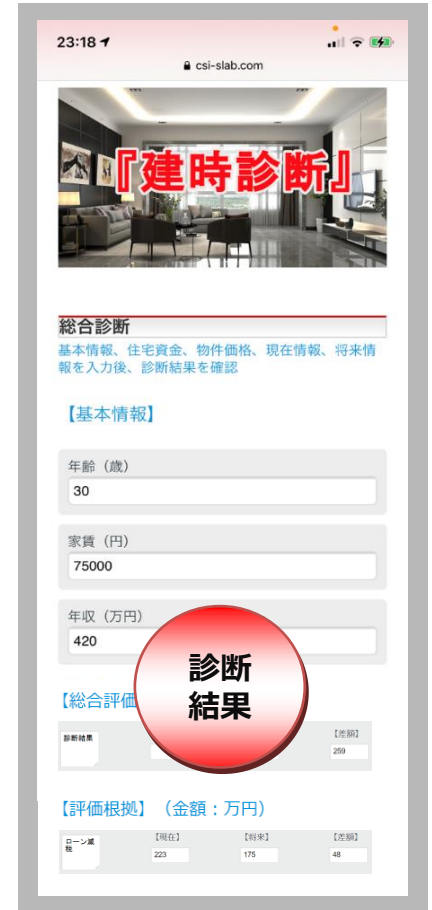 23:18
csi-slab.com
『建時診断』
総合診断
基本情報、住宅資金、物件価格、現在情報、将来情
報を入力後、診断結果を確認
【基本情報】
年齢（歳）
30
家賃（円）
75000
年収（万円）
420
診断
結果
【総合評価
【差額】
診断結果
259
【評価根拠】（金額：万円）
【現在】 【将来】 【差額】
ローン減
税
223 175 48